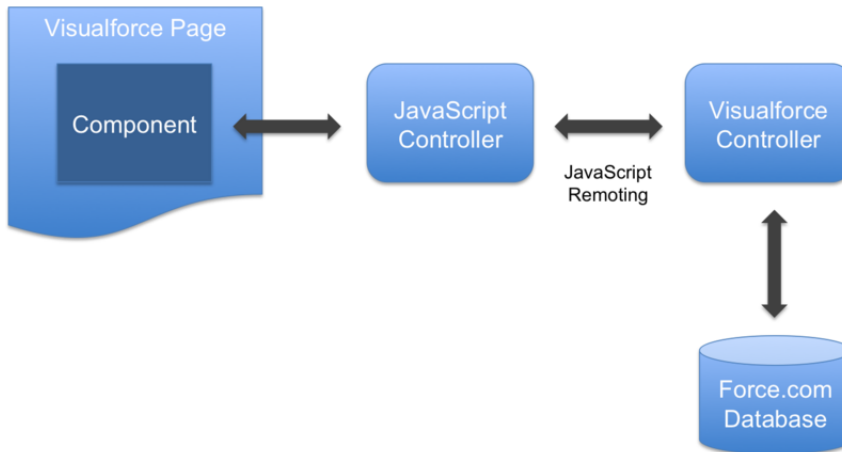 Visualforce Page
Component
JavaScript
Controller
JavaScript
Remoting
Visualforce
Controller
Force.com
Database